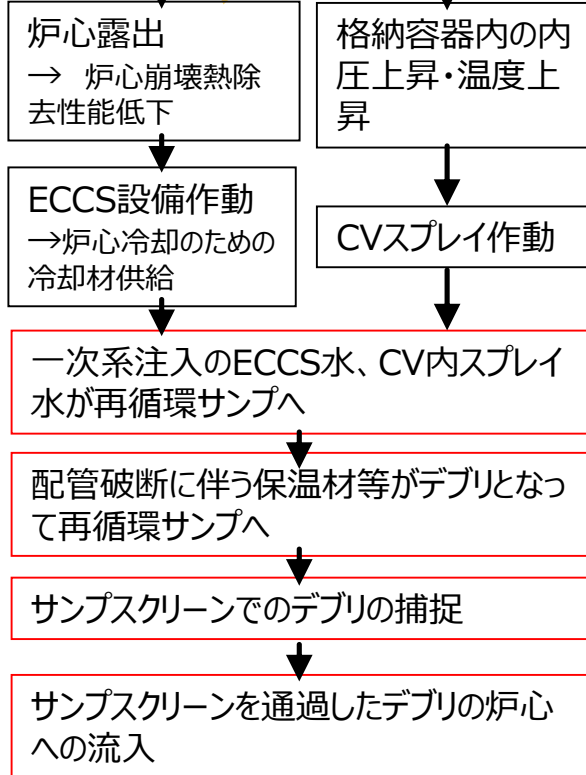 炉心露出
→ 炉心崩壊熱除
去性能低下
格納容器内の内
圧上昇・温度上
昇
ECCS設備作動
→炉心冷却のための
冷却材供給
CVスプレイ作動
一次系注入のECCS水、CV内スプレイ
水が再循環サンプへ
配管破断に伴う保温材等がデブリとなっ
て再循環サンプへ
サンプスクリーンでのデブリの捕捉
サンプスクリーンを通過したデブリの炉心
への流入